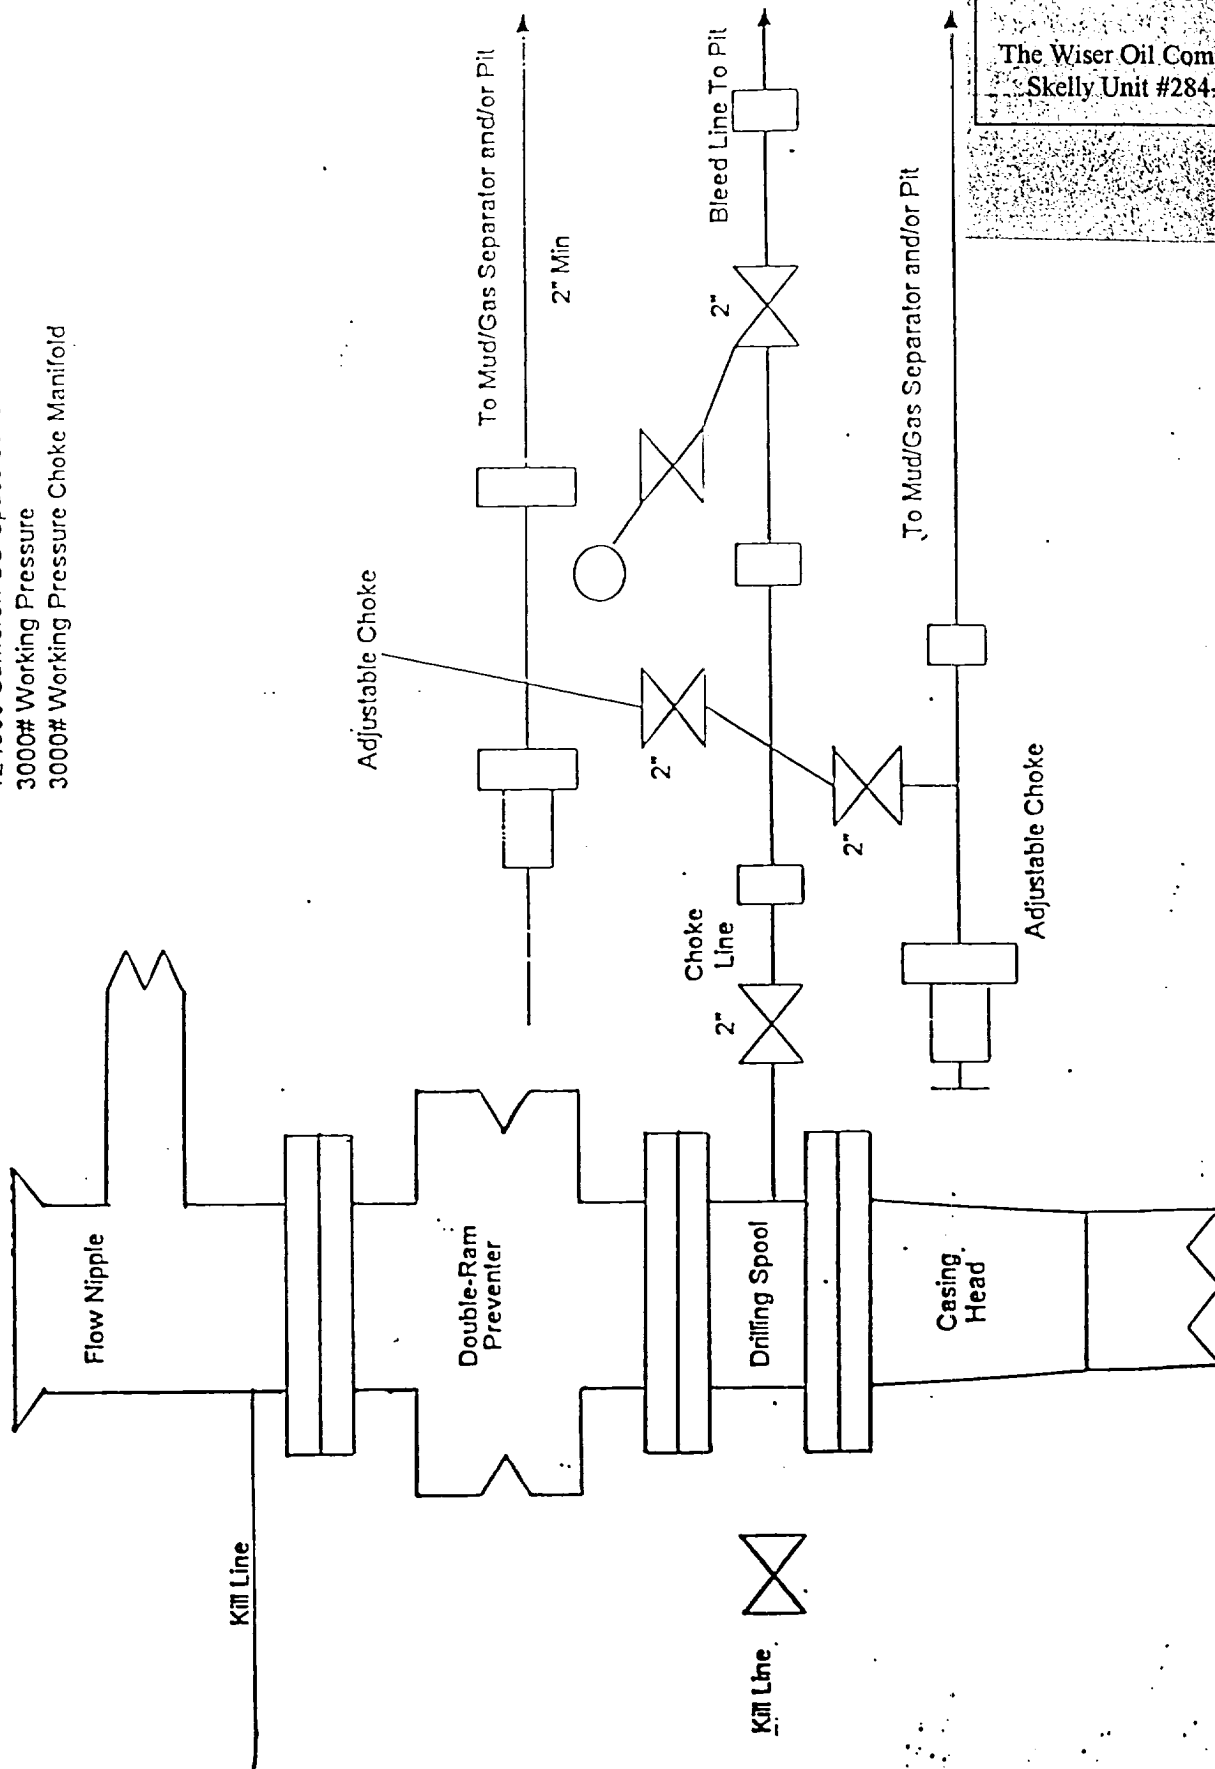 3000# Working Pressure
3000# Working Pressure Choke Manifold
The Wiser Oil Com
Skelly Unit #284
Flow Nipple
Kill Line
Adjustable Choke
To Mud/Gas Separator and/or Pit
2" Min
Double-Ram
Preventer
2"
Bleed Line To Pit
2"
Choke
Line
2"
Drilling Spool
Kill Line
2"
To Mud/Gas Separator and/or Pit
Adjustable Choke
Casing
Head